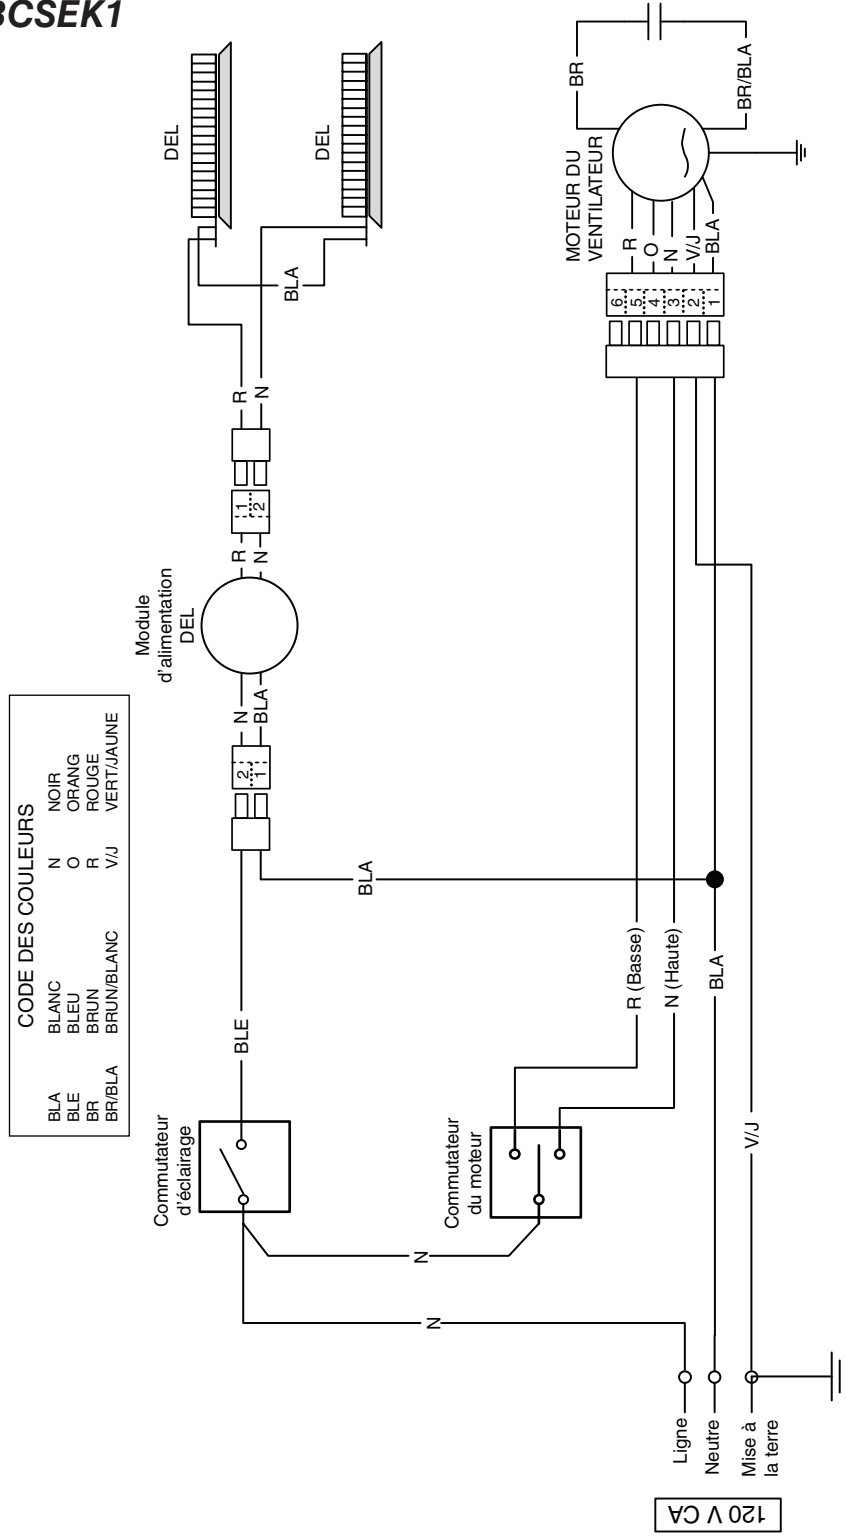 BCSEK1
DEL
DEL
BLA
R
N
1
2
R
N
Module
d'alimentation
DEL
N
BLA
2
1
BLE
BLA
Commutateur
d'éclairage
Commutateur
du moteur
N
N
R (Basse)
N (Haute)
BLA
V/J
MOTEUR DU
VENTILATEUR
BR
BR/BLA
R
O
N
V/J
BLA
6
5
4
3
2
1
CODE DES COULEURS
BLA BLANC N NOIR
BLE BLEU O ORANG
BR BRUN R ROUGE
BR/BLA BRUN/BLANC V/J VERT/JAUNE
Ligne
Neutre
Mise à
la terre
120 V CA